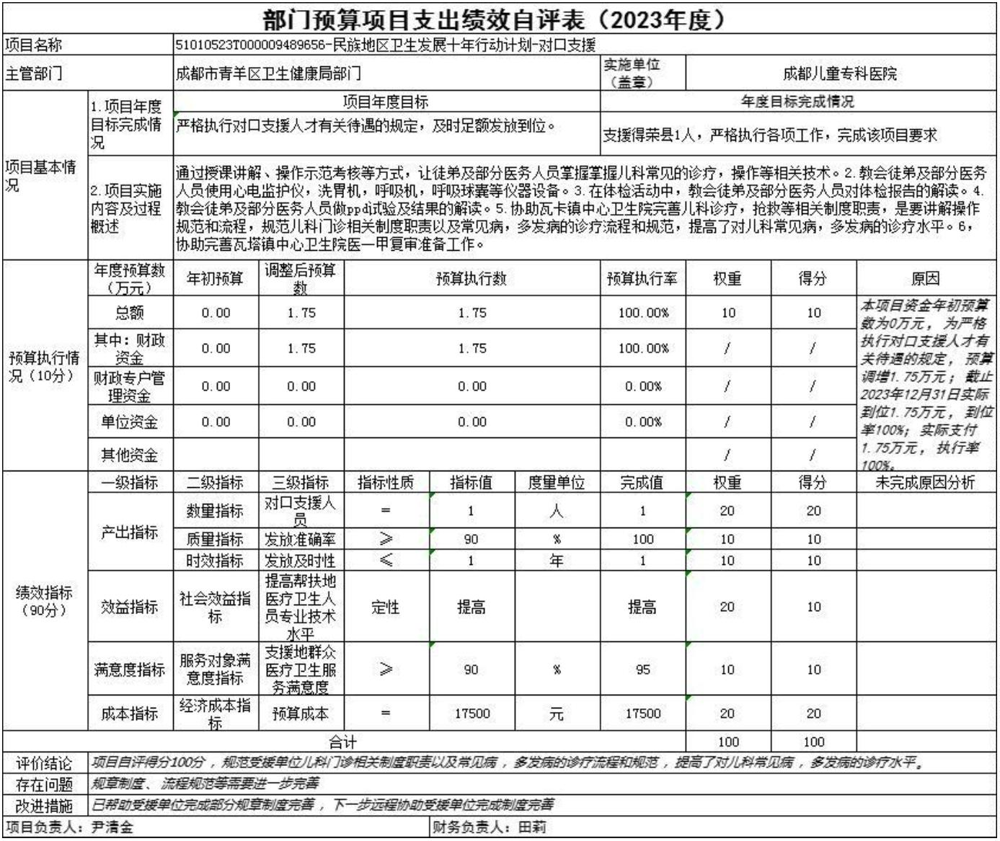 部门预算项目支出绩效自评表（2023年度）
项目名称 51010523T000009489656-民族地区卫生发展十年行动计划-对口支援
主管部门 成都市青羊区卫生健康局部门 实施单位（盖章） 成都儿童专科医院
项目基本情况
1.项目年度目标完成情况
项目年度目标 年度目标完成情况
严格执行对口支援人才有关待遇的规定，及时足额发放到位。
支援得荣县1人，严格执行各项工作，完成该项目要求
2.项目实施内容及过程概述
通过授课讲解、操作示范考核等方式，让徒弟及部分医务人员掌握掌握儿科常见的诊疗，操作等相关技术。2.教会徒弟及部分医务
人员使用心电监护仪，洗胃机，呼吸机，呼吸球囊等仪器设备。3.在体检活动中，教会徒弟及部分医务人员对体检报告的解读。4.
教会徒弟及部分医务人员做ppd试验及结果的解读。5.协助瓦卡镇中心卫生院完善儿科诊疗，抢救等相关制度职责，是要讲解操作
规范和流程，规范儿科门诊相关制度职责以及常见病，多发病的诊疗流程和规范，提高了对儿科常见病，多发病的诊疗水平。6，
协助完善瓦塔镇中心卫生院医一甲复审准备工作。
预算执行情况（10分）
年度预算数（万元） 年初预算 调整后预算数 预算执行数 预算执行率 权重 得分 原因
总额 0.00 1.75 1.75 100.00% 10 10
其中：财政资金 0.00 1.75 1.75 100.00% / /
财政专户管理资金 0.00 0.00 0.00 0.00% / /
单位资金 0.00 0.00 0.00 0.00% / /
其他资金 / /
本项目资金年初预算
数为0万元，为严格
执行对口支援人才有
关待遇的规定，预算
调增1.75万元；截止
2023年12月31日实际
到位1.75万元，到位
率100%；实际支付
1.75万元，执行率
100%。
绩效指标（90分）
一级指标 二级指标 三级指标 指标性质 指标值 度量单位 完成值 权重 得分 未完成原因分析
产出指标 数量指标 对口支援人员 = 1 人 1 20 20
质量指标 发放准确率 ≥ 90 % 100 10 10
时效指标 发放及时性 ≤ 1 年 1 10 10
效益指标 社会效益指标 提高帮扶地医疗卫生人员专业技术水平 定性 提高 提高 20 10
满意度指标 服务对象满意度指标 支援地群众医疗卫生服务满意度 ≥ 90 % 95 10 10
成本指标 经济成本指标 预算成本 = 17500 元 17500 20 20
合计 100 100
评价结论 项目自评得分100分，规范受援单位儿科门诊相关制度职责以及常见病，多发病的诊疗流程和规范，提高了对儿科常见病，多发病的诊疗水平。
存在问题 规章制度、流程规范等需要进一步完善
改进措施 已帮助受援单位完成部分规章制度完善，下一步远程协助受援单位完成制度完善
项目负责人：尹清金 财务负责人：田莉